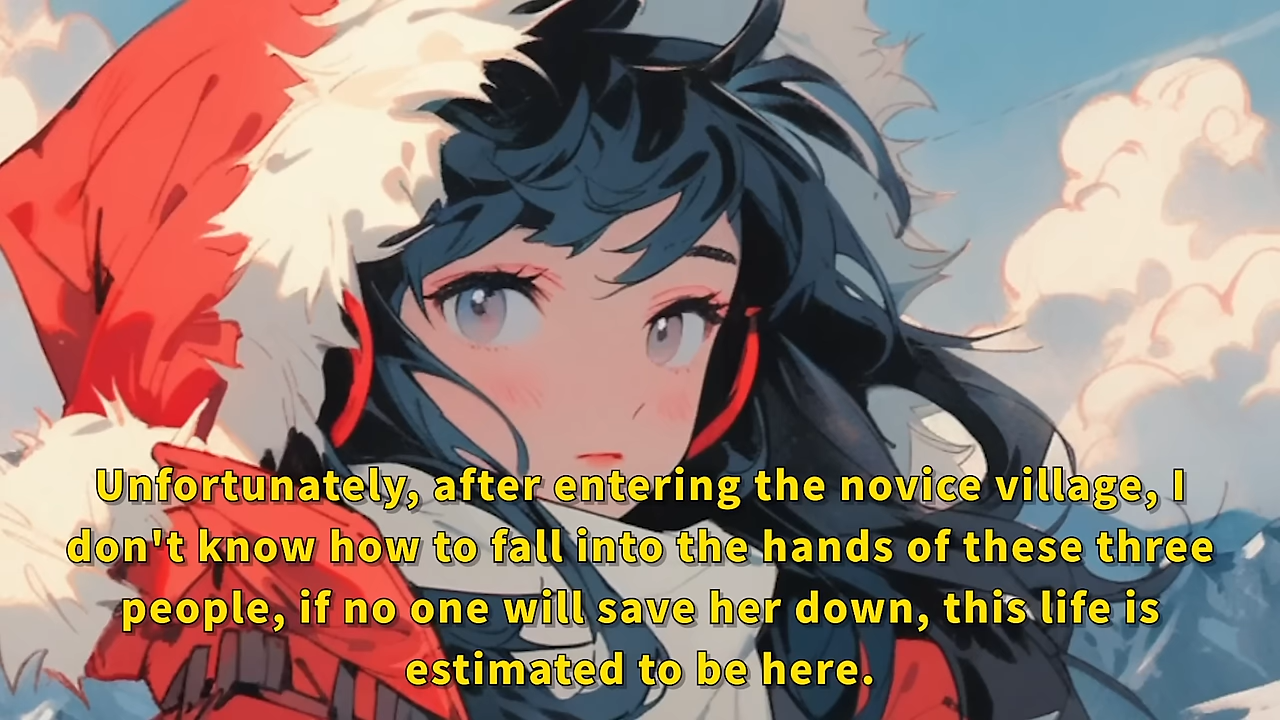 Unfortunately, after entering the novice village, I
don't know how to fall into the hands of these three
people, if no one will save her down, this life is
estimated to be here.